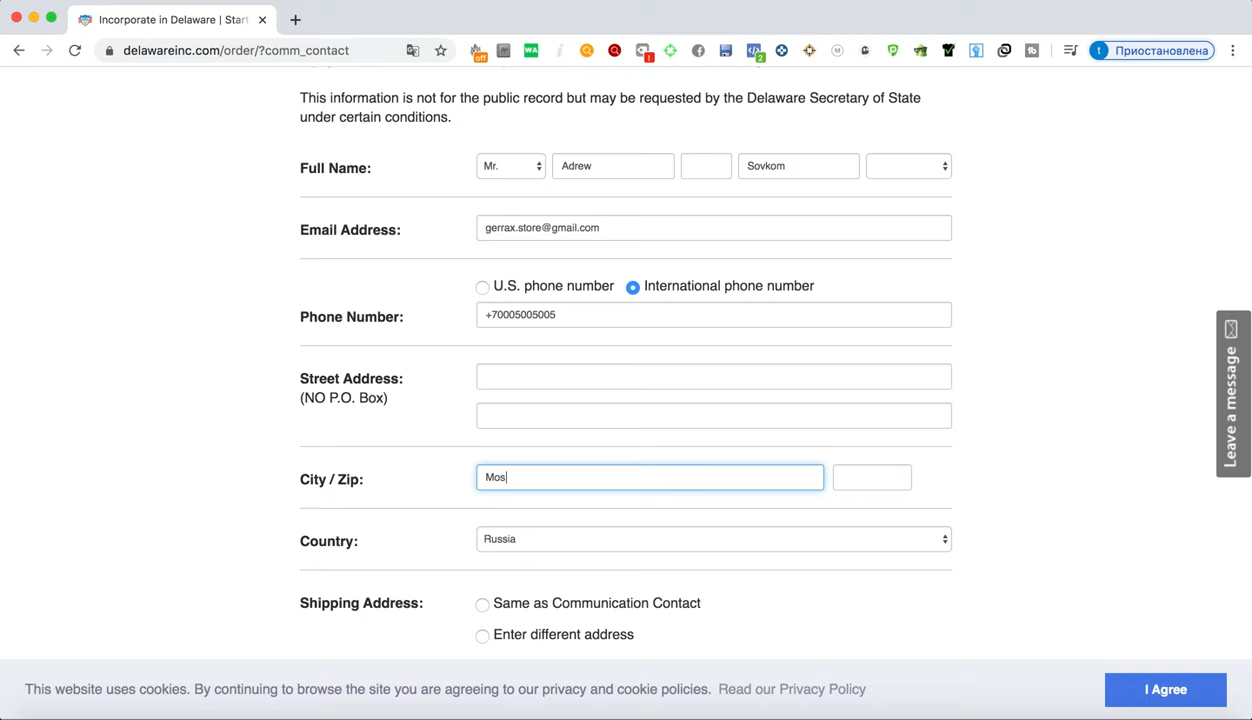 Incorporate in Delaware | Start
delawareinc.com/order/?comm_contact
off
WA
2
M
t Приостановлена
This information is not for the public record but may be requested by the Delaware Secretary of State
under certain conditions.
Full Name: Mr. Adrew Sovkom
Email Address: gerrax.store@gmail.com
U.S. phone number International phone number
Phone Number: +70005005005
Street Address:
(NO P.O. Box)
City / Zip: Mos
Country: Russia
Shipping Address: Same as Communication Contact
Enter different address
Leave a message
This website uses cookies. By continuing to browse the site you are agreeing to our privacy and cookie policies. Read our Privacy Policy I Agree